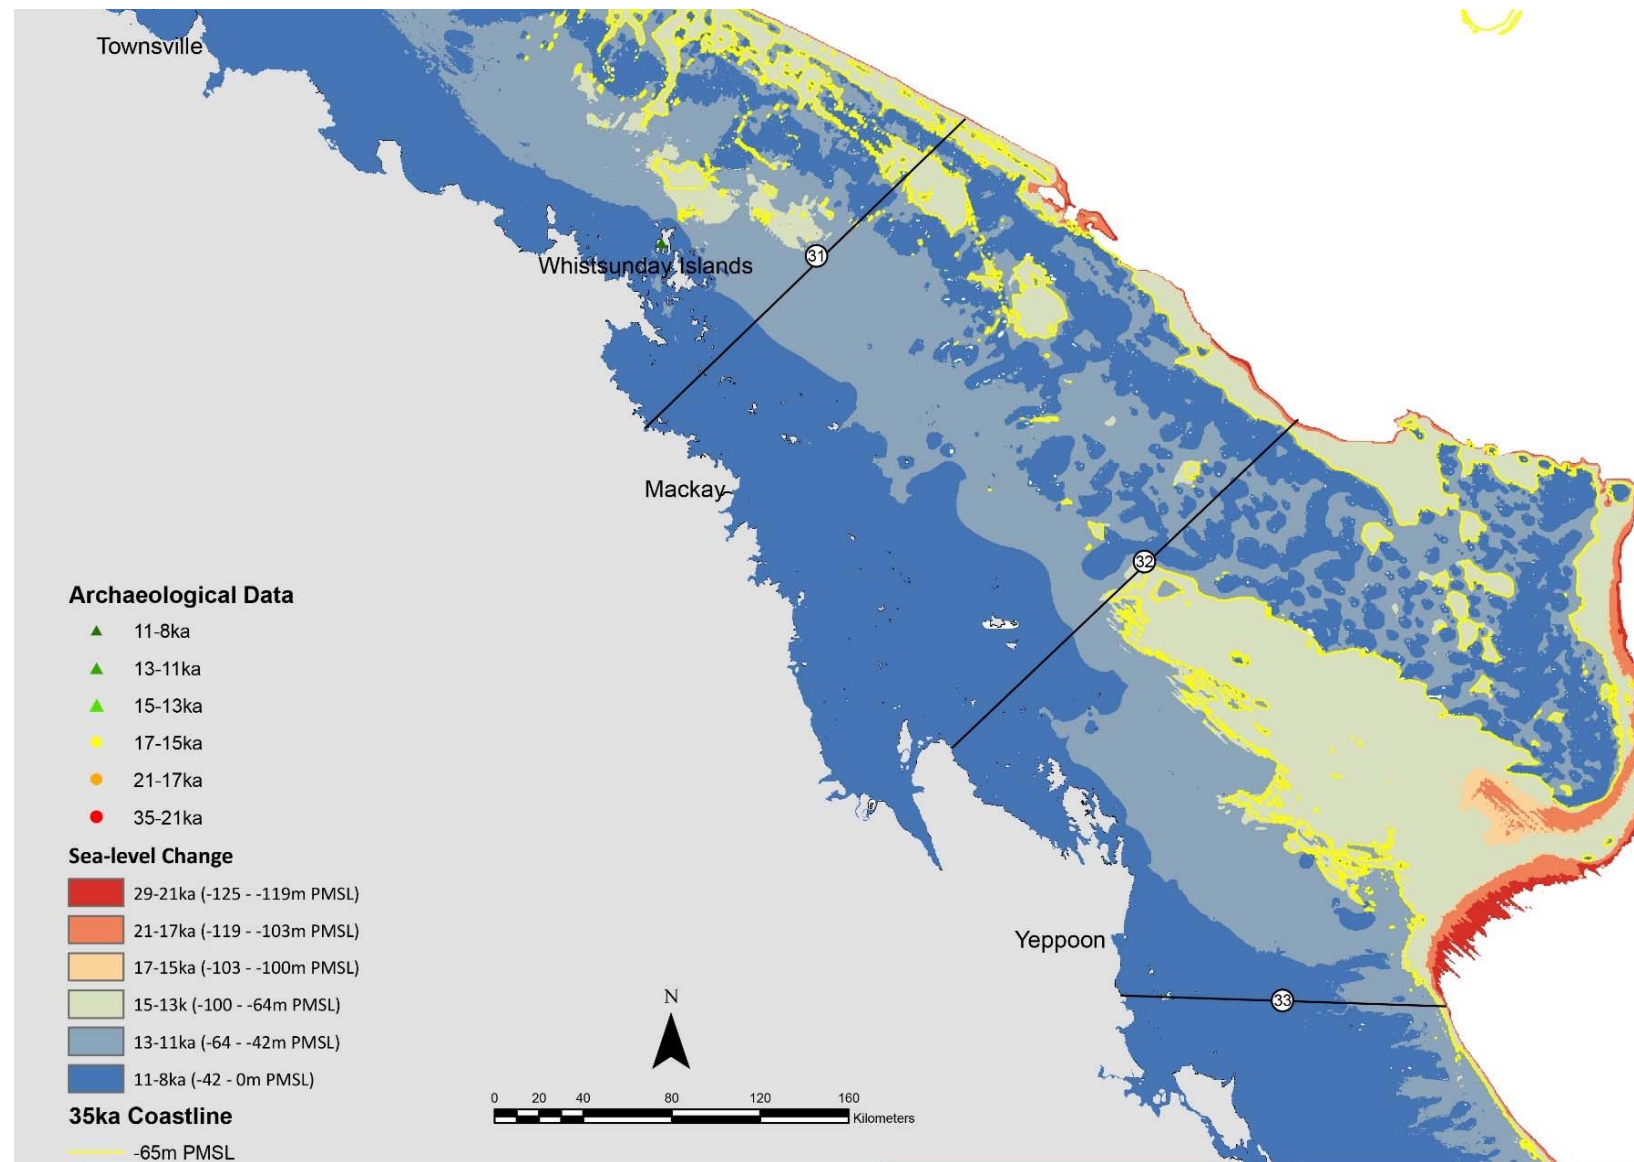 Townsville
Whistsunday Islands
31
Mackay
32
Yeppoon
33
Archaeological Data
11-8ka
13-11ka
15-13ka
17-15ka
21-17ka
35-21ka
Sea-level Change
29-21ka (-125 - -119m PMSL)
21-17ka (-119 - -103m PMSL)
17-15ka (-103 - -100m PMSL)
15-13k (-100 - -64m PMSL)
13-11ka (-64 - -42m PMSL)
11-8ka (-42 - 0m PMSL)
35ka Coastline
-65m PMSL
N
0 20 40 80 120 160
Kilometers